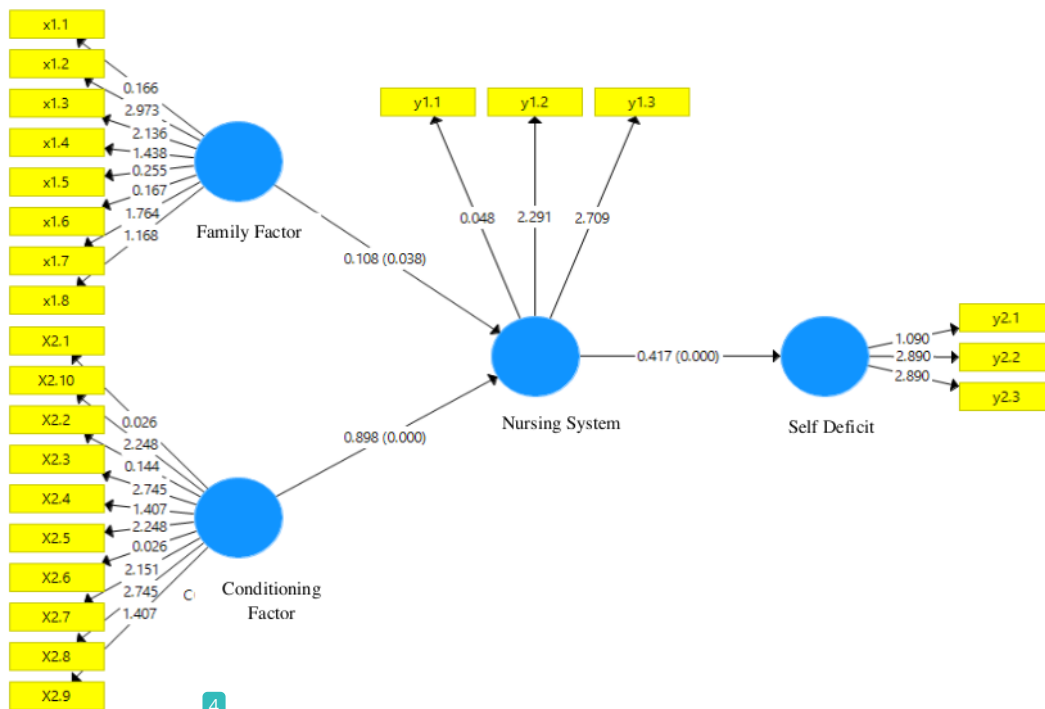 x1.1
x1.2
x1.3
x1.4
x1.5
x1.6
x1.7
x1.8
0.166
2.973
2.136
1.438
0.255
0.167
1.764
1.168
Family Factor
0.108 (0.038)
y1.1
y1.2
y1.3
0.048
2.291
2.709
X2.1
X2.10
X2.2
X2.3
X2.4
X2.5
X2.6
X2.7
X2.8
X2.9
0.026
2.248
0.144
2.745
1.407
2.248
0.026
2.151
2.745
1.407
Conditioning
Factor
0.898 (0.000)
Nursing System
0.417 (0.000)
Self Deficit
1.090
2.890
2.890
y2.1
y2.2
y2.3
4